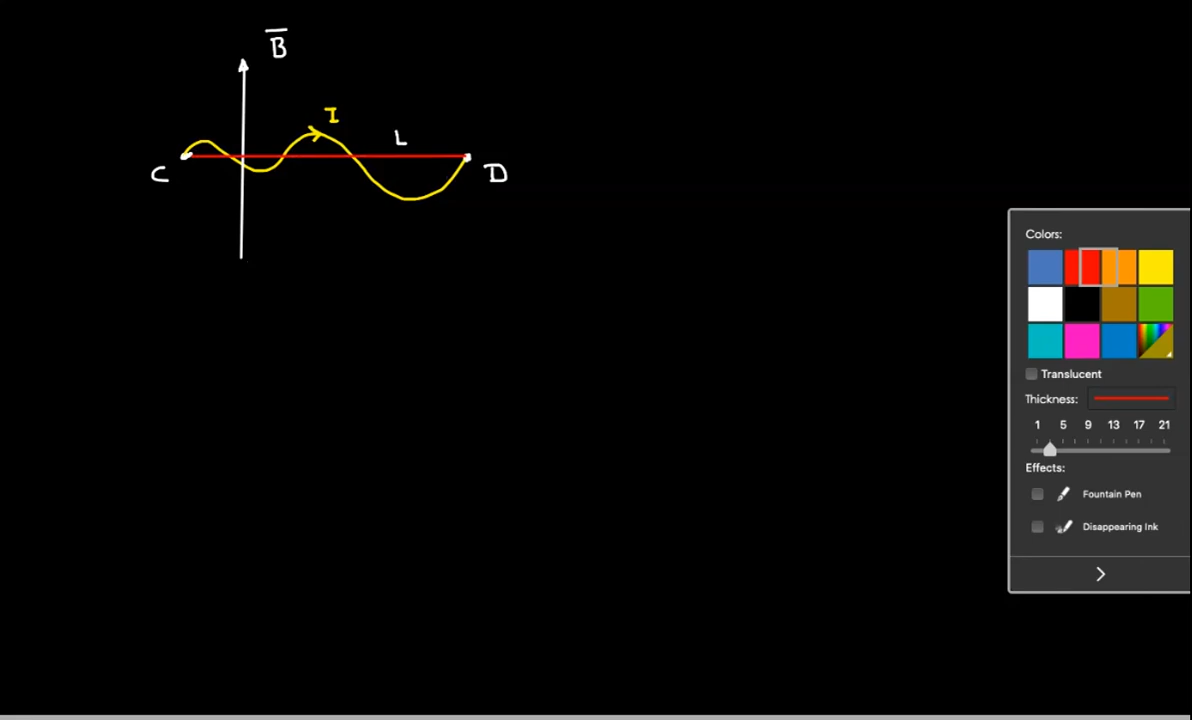 B̅
I
L
C
D
Colors:
Translucent
Thickness:
1 5 9 13 17 21
Effects:
Fountain Pen
Disappearing Ink